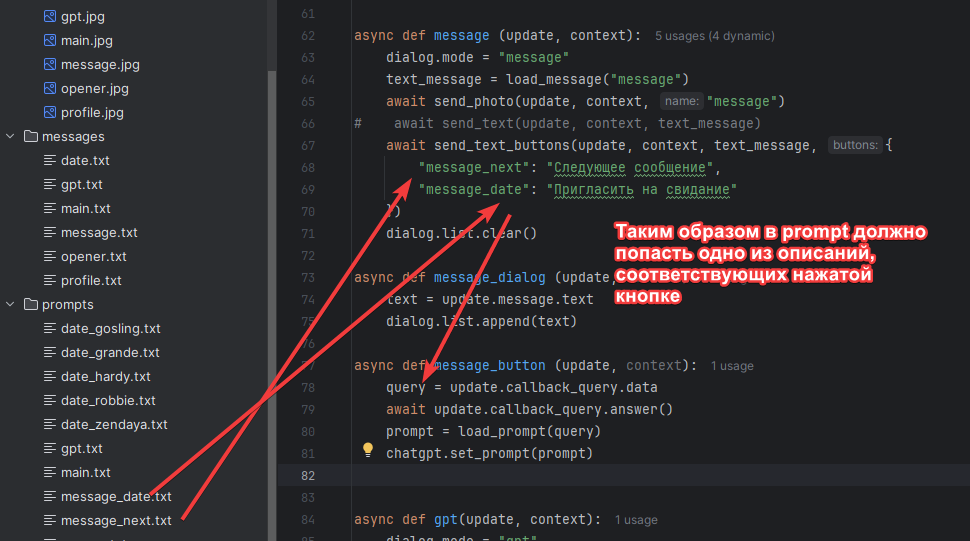 gpt.jpg
main.jpg
message.jpg
opener.jpg
profile.jpg
messages
date.txt
gpt.txt
main.txt
message.txt
opener.txt
profile.txt
prompts
date_gosling.txt
date_grande.txt
date_hardy.txt
date_robbie.txt
date_zendaya.txt
gpt.txt
main.txt
message_date.txt
message_next.txt
61
62 async def message (update, context): 5 usages (4 dynamic)
63 dialog.mode = "message"
64 text_message = load_message("message")
65 await send_photo(update, context, name: "message")
66 # await send_text(update, context, text_message)
67 await send_text_buttons(update, context, text_message, buttons: {
68 "message_next": "Следующее сообщение",
69 "message_date": "Пригласить на свидание"
70 })
71 dialog.list.clear()
72
73 async def message_dialog (update,
74 text = update.message.text
75 dialog.list.append(text)
76
77 async def message_button (update, context): 1 usage
78 query = update.callback_query.data
79 await update.callback_query.answer()
80 prompt = load_prompt(query)
81 chatgpt.set_prompt(prompt)
82
83
84 async def gpt(update, context): 1 usage
85 dialog.mode = "gpt"
Таким образом в prompt должно
попасть одно из описаний,
соответствующих нажатой
кнопке